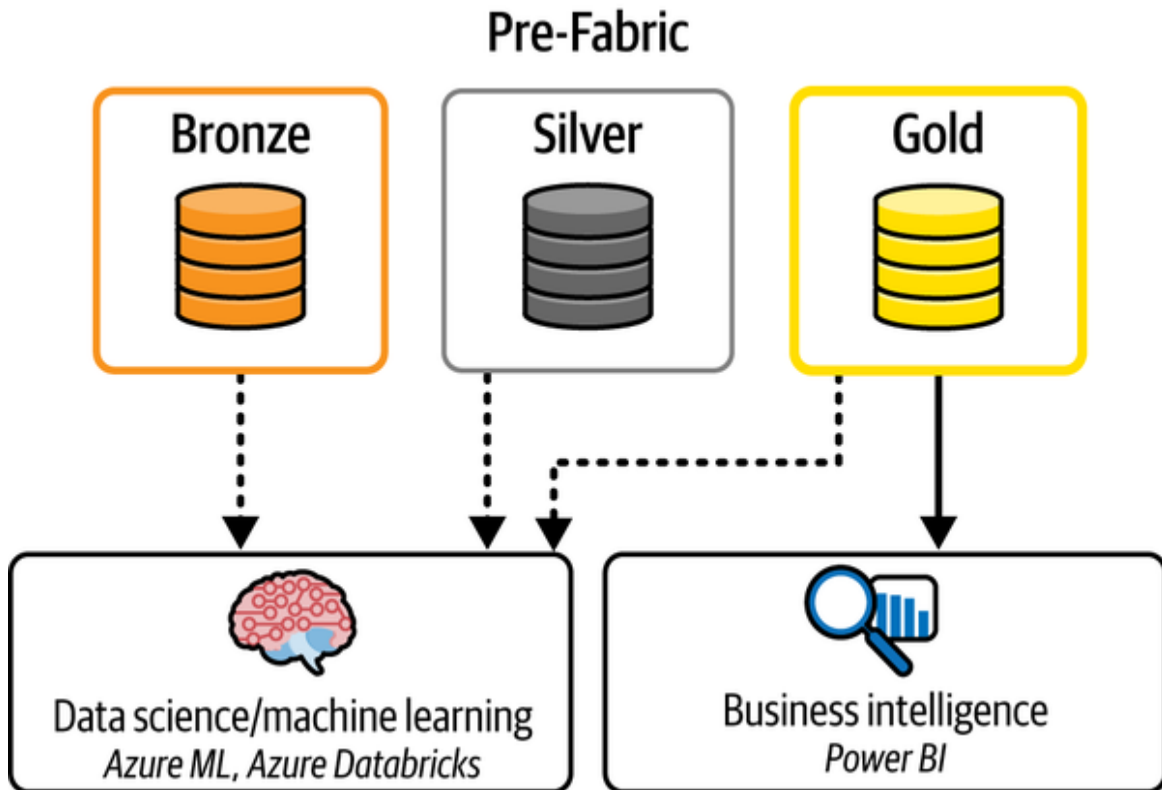 Pre-Fabric
Bronze
Silver
Gold
Data science/machine learning
Azure ML, Azure Databricks
Business intelligence
Power BI